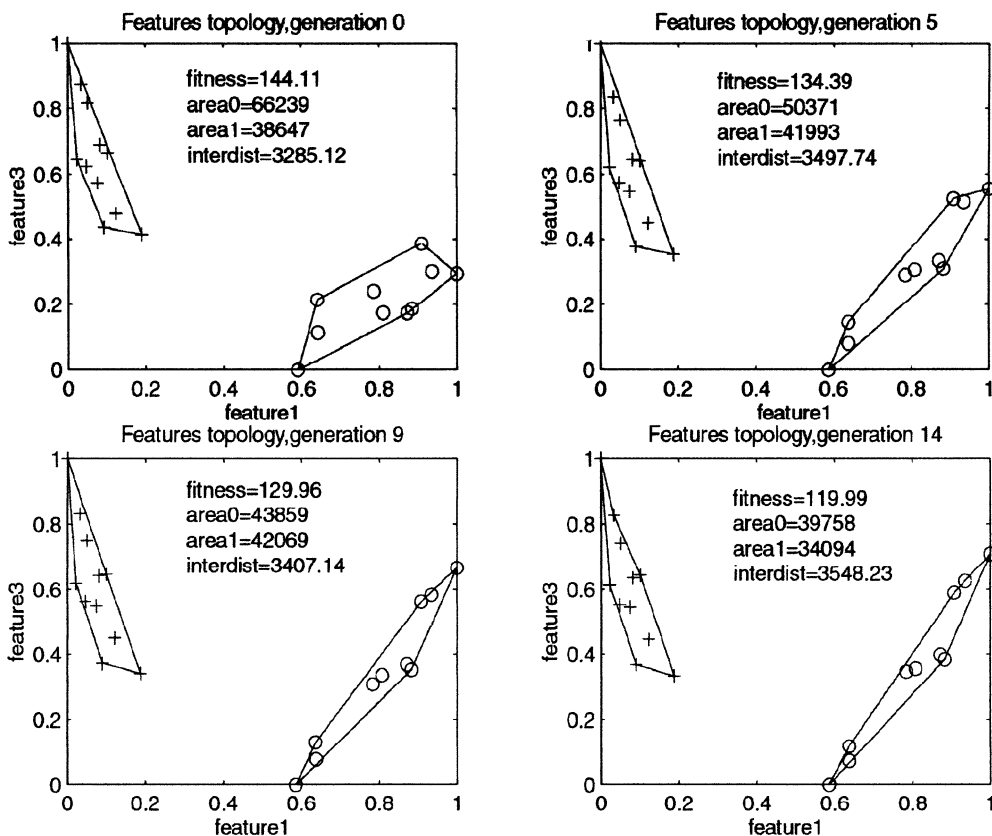 Features topology,generation 0
1
0.8
0.6
0.4
0.2
0
feature3
fitness=144.11
area0=66239
area1=38647
interdist=3285.12
0 0.2 0.4 0.6 0.8 1
feature1
Features topology,generation 5
1
0.8
0.6
0.4
0.2
0
feature3
fitness=134.39
area0=50371
area1=41993
interdist=3497.74
0 0.2 0.4 0.6 0.8 1
feature1
Features topology,generation 9
1
0.8
0.6
0.4
0.2
0
feature3
fitness=129.96
area0=43859
area1=42069
interdist=3407.14
0 0.2 0.4 0.6 0.8 1
feature1
Features topology,generation 14
1
0.8
0.6
0.4
0.2
0
feature3
fitness=119.99
area0=39758
area1=34094
interdist=3548.23
0 0.2 0.4 0.6 0.8 1
feature1